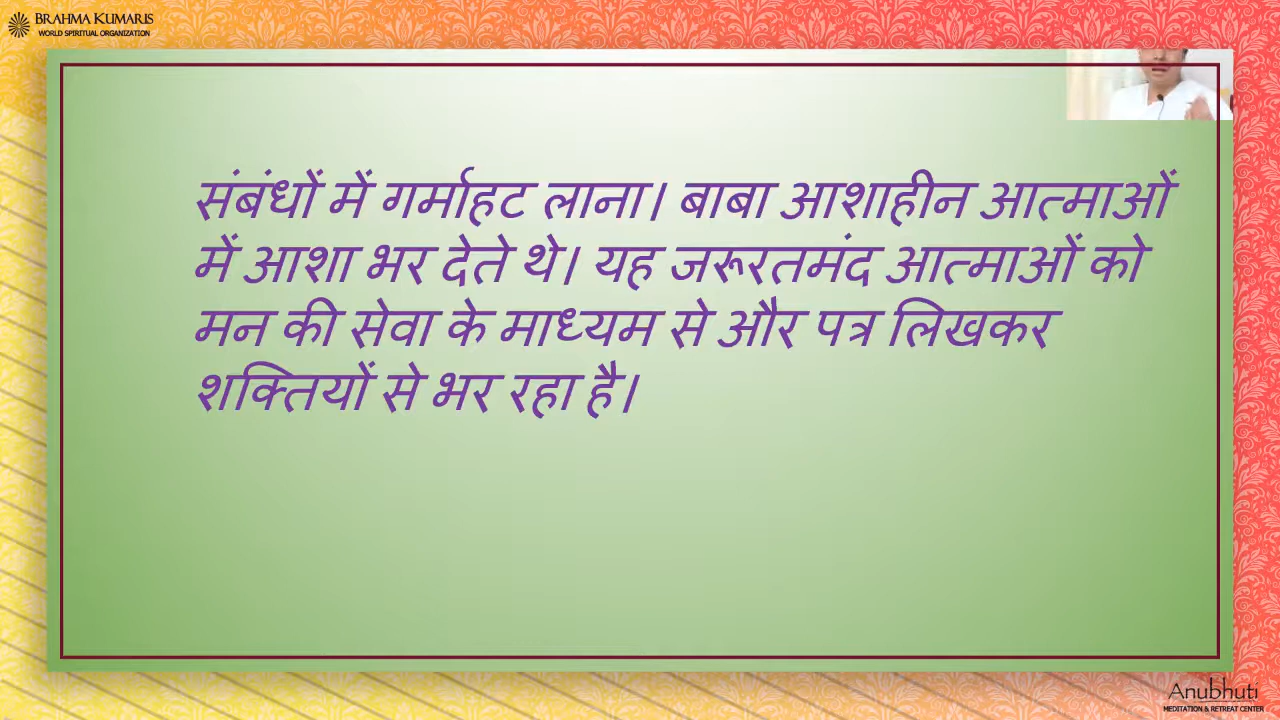 BRAHMA KUMARIS
WORLD SPIRITUAL ORGANIZATION
संबंधों में गर्माहट लाना। बाबा आशाहीन आत्माओं
में आशा भर देते थे। यह जरूरतमंद आत्माओं को
मन की सेवा के माध्यम से और पत्र लिखकर
शक्तियों से भर रहा है।
Anubhuti
MEDITATION & RETREAT CENTER